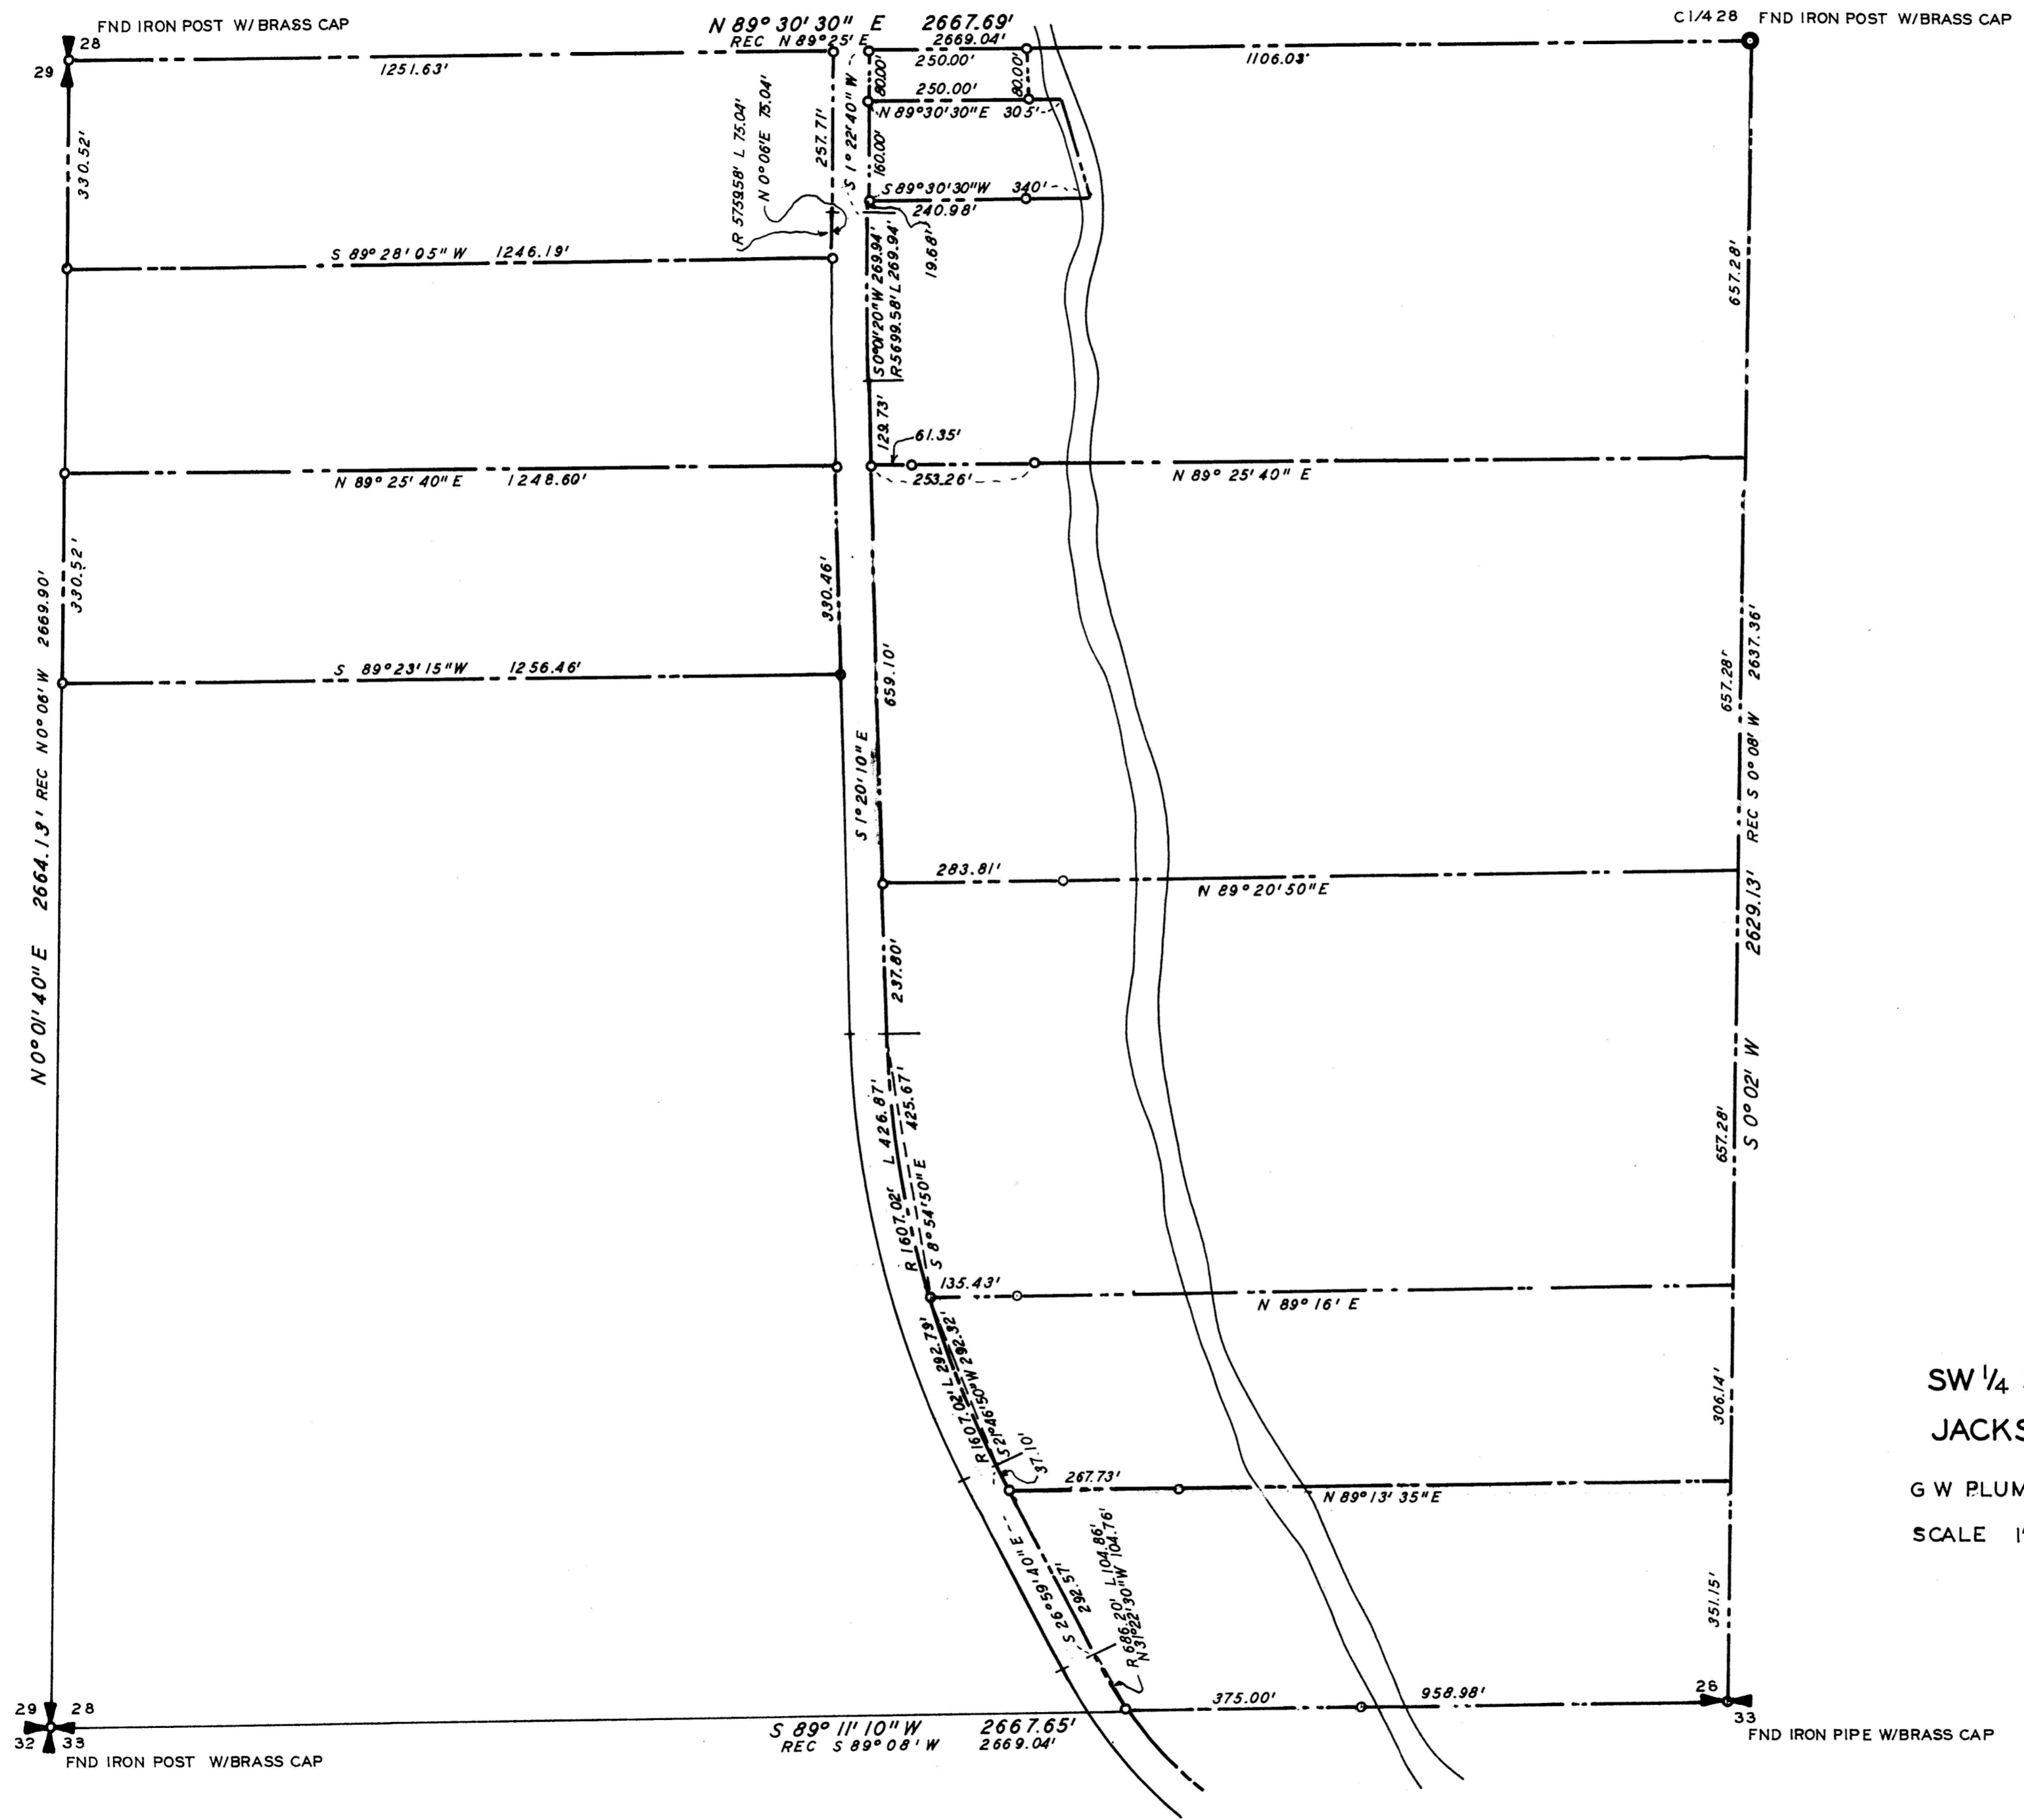 FND IRON POST W/BRASS CAP
N 89° 30' 30" E 2667.69'
REC N 89° 25' E 2669.04'
C 1/4 28 FND IRON POST W/BRASS CAP
28
29
1251.63'
250.00'
1106.03'
330.52'
257.71'
S 1° 22' 40" W
80.00'
80.00'
250.00'
N 89° 30' 30" E 305'
R 5759.58' L 75.04'
N 0° 06' E 75.04'
160.00'
S 89° 30' 30" W 340'
240.98'
19.68'
S 89° 28' 05" W 1246.19'
S 0° 01' 20" W 269.94'
R 5699.58' L 269.94'
657.28'
129.73'
61.35'
253.26'
N 89° 25' 40" E
N 89° 25' 40" E 1248.60'
330.52'
330.46'
S 89° 23' 15" W 1256.46'
659.10'
S 1° 20' 10" E
657.28'
N 0° 01' 40" E 2664.19' REC N 0° 06' W 2669.90'
S 0° 02' W 2629.13' REC S 0° 08' W 2637.36'
283.81'
N 89° 20' 50" E
237.80'
657.28'
R 1607.02' L 426.87'
S 8° 54' 50" E 425.67'
135.43'
N 89° 16' E
R 1607.02' L 292.79'
S 21° 46' 50" W 292.32'
37.10'
306.14'
267.73'
N 89° 13' 35" E
SW 1/4
JACKS
G W PLUM
SCALE 1"
S 26° 59' 40" E
292.57'
R 686.20' L 104.86'
N 31° 22' 30" W 104.76'
351.15'
375.00'
958.98'
28
33
FND IRON PIPE W/BRASS CAP
29 28
32 33
FND IRON POST W/BRASS CAP
S 89° 11' 10" W 2667.65'
REC S 89° 08' W 2669.04'